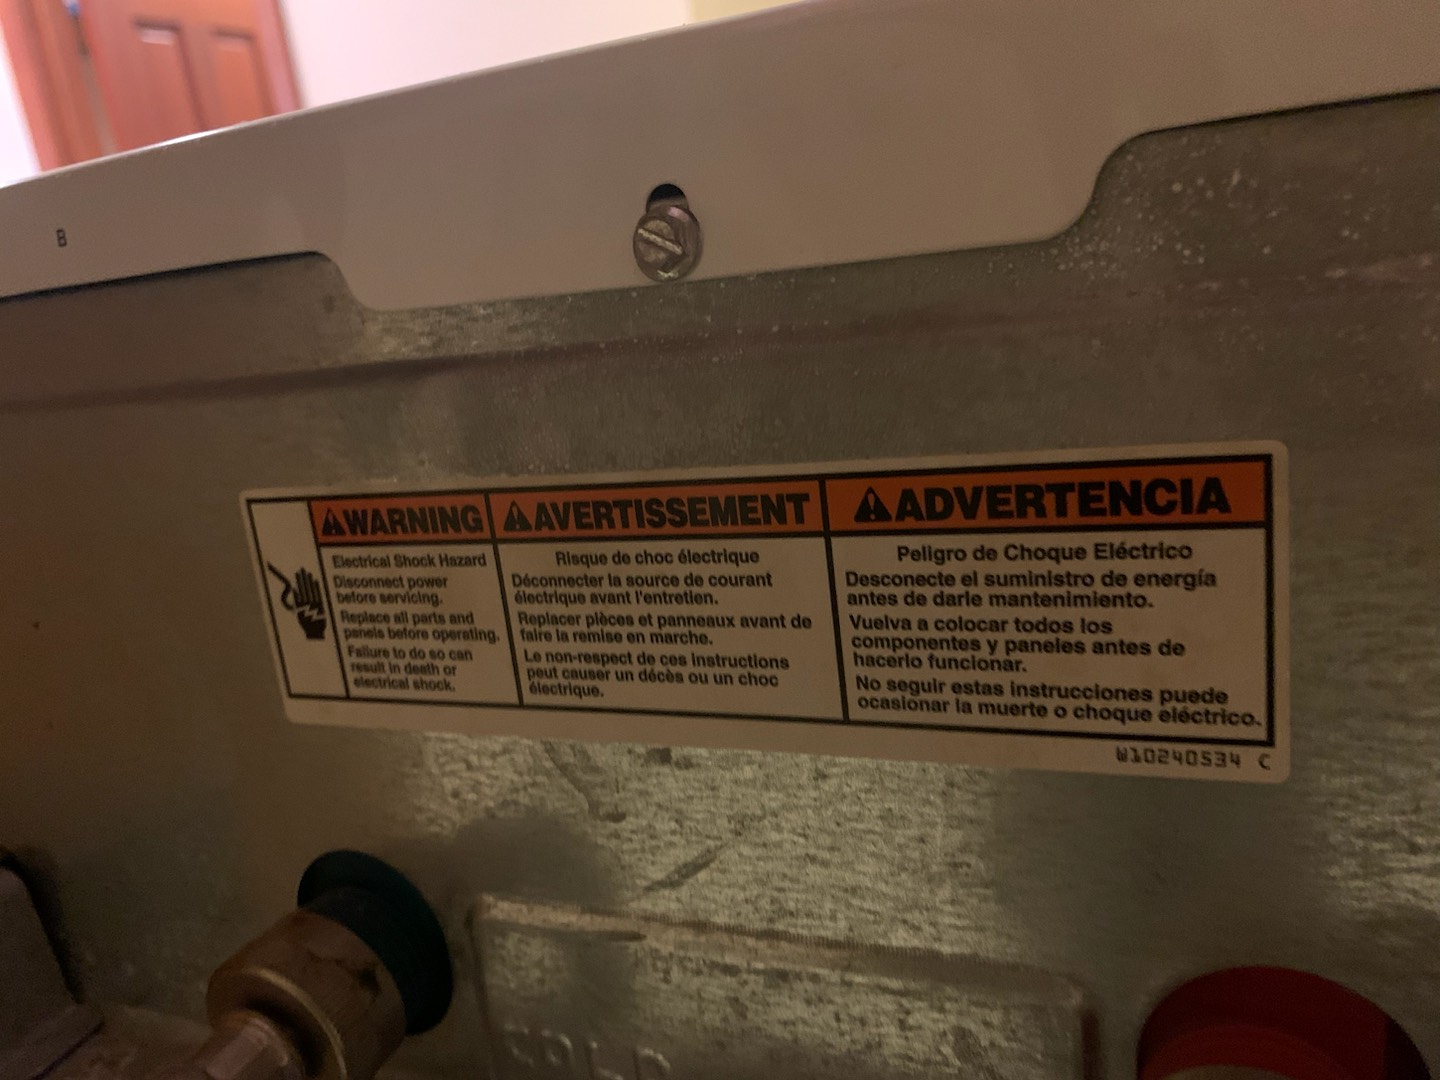 B
WARNING
Electrical Shock Hazard
Disconnect power
before servicing.
Replace all parts and
panels before operating.
Failure to do so can
result in death or
electrical shock.
AVERTISSEMENT
Risque de choc électrique
Déconnecter la source de courant
électrique avant l'entretien.
Replacer pièces et panneaux avant de
faire la remise en marche.
Le non-respect de ces instructions
peut causer un décès ou un choc
électrique.
ADVERTENCIA
Peligro de Choque Eléctrico
Desconecte el suministro de energía
antes de darle mantenimiento.
Vuelva a colocar todos los
componentes y paneles antes de
hacerlo funcionar.
No seguir estas instrucciones puede
ocasionar la muerte o choque eléctrico.
W10240534 C
COLD